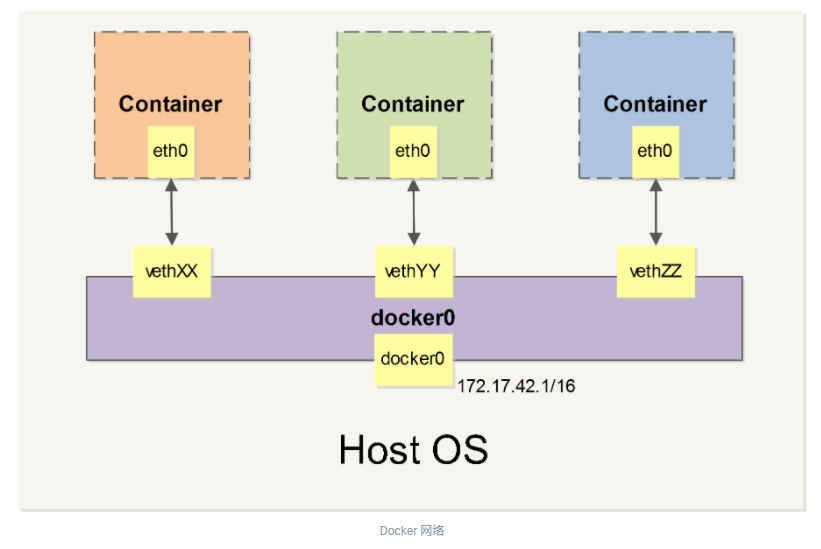 Container Container Container
eth0 eth0 eth0
vethXX vethYY vethZZ
docker0
docker0
172.17.42.1/16
Host OS
Docker 网络